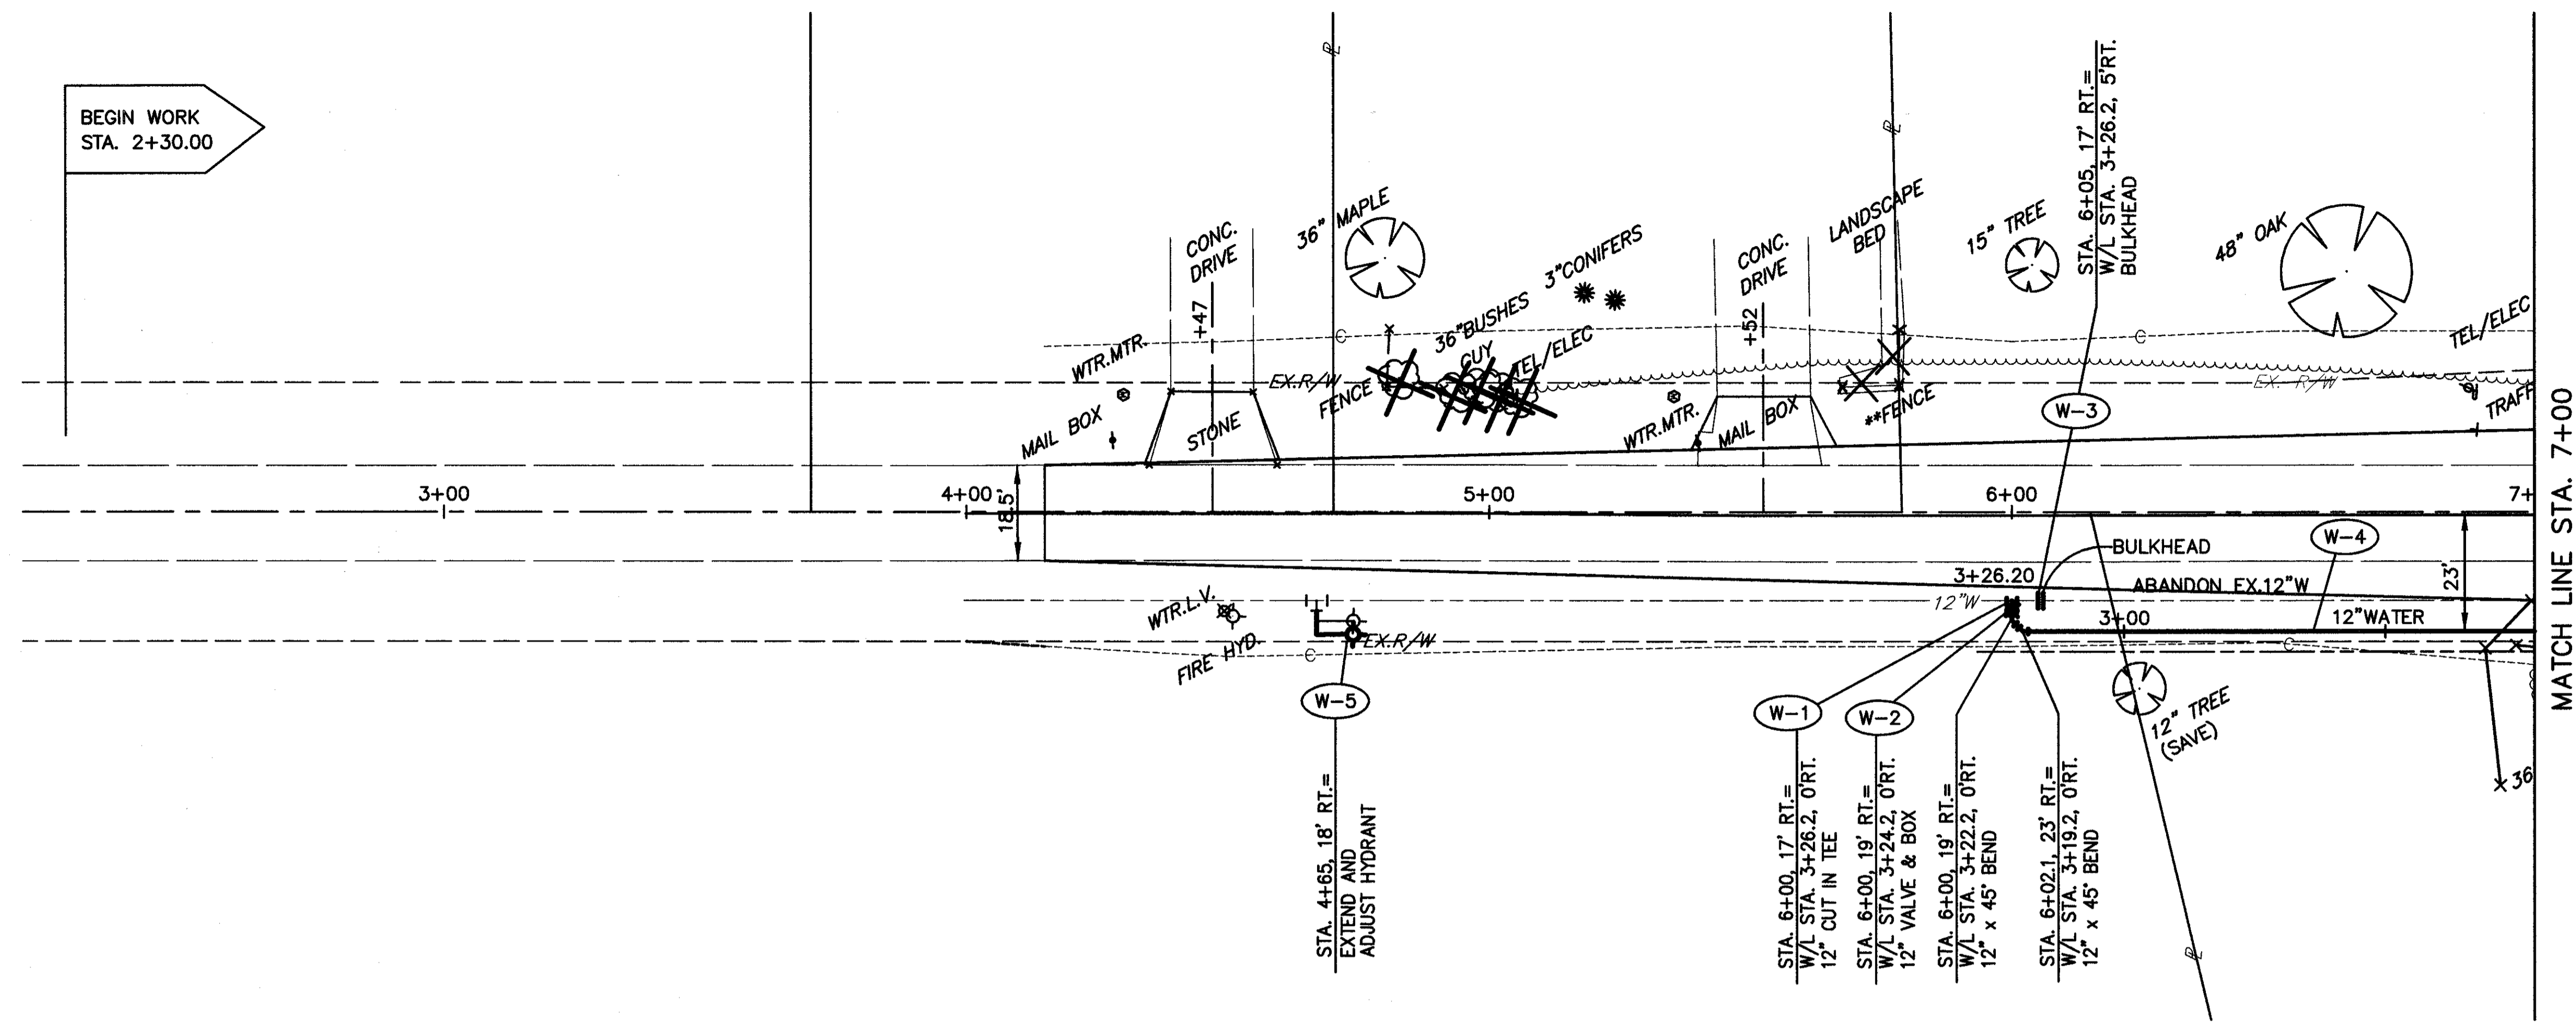 BEGIN WORK
STA. 2+30.00
WTR.MTR.
MAIL BOX
CONC.
DRIVE
+47
STONE
36" MAPLE
EX.R/W
FENCE
36"BUSHES
3"CONIFERS
GUY
TEL/ELEC
CONC.
DRIVE
+52
WTR.MTR.
MAIL BOX
LANDSCAPE
BED
**FENCE
15" TREE
STA. 6+05, 17' RT.=
W/L STA. 3+26.2, 5'RT.
BULKHEAD
48" OAK
TEL/ELEC
EX. R/W
TRAFF
W-3
3+00
4+00
5+00
6+00
7+
18.5'
BULKHEAD
W-4
3+26.20
12"W
ABANDON EX.12"W
23'
3+00
12"WATER
WTR.L.V.
FIRE HYD.
EX.R/W
W-5
STA. 4+65, 18' RT.=
EXTEND AND
ADJUST HYDRANT
W-1
STA. 6+00, 17' RT.=
W/L STA. 3+26.2, 0'RT.
12" CUT IN TEE
W-2
STA. 6+00, 19' RT.=
W/L STA. 3+24.2, 0'RT.
12" VALVE & BOX
STA. 6+00, 19' RT.=
W/L STA. 3+22.2, 0'RT.
12" x 45° BEND
STA. 6+02.1, 23' RT.=
W/L STA. 3+19.2, 0'RT.
12" x 45° BEND
12" TREE
(SAVE)
36
MATCH LINE STA. 7+00